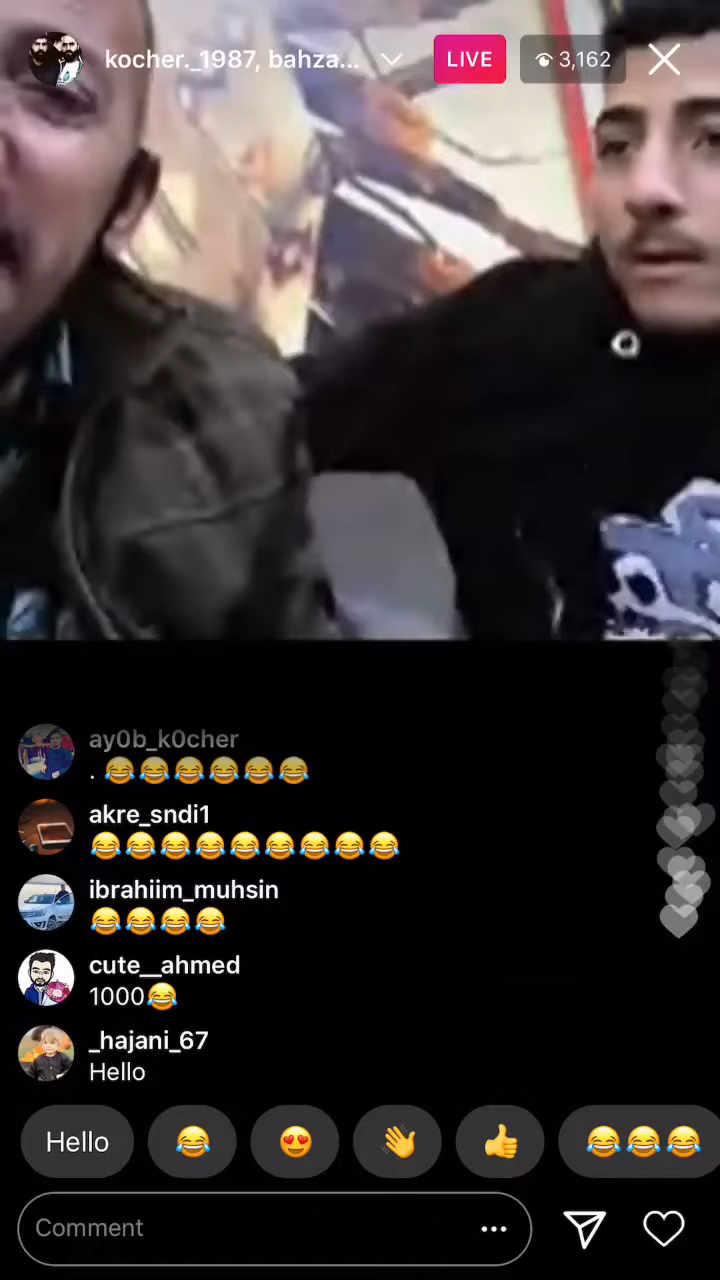 kocher._1987, bahza... LIVE 3,162
ay0b_k0cher
. 😂😂😂😂😂😂
akre_sndi1
😂😂😂😂😂😂😂😂😂
ibrahiim_muhsin
😂😂😂😂
cute__ahmed
1000😂
_hajani_67
Hello
Hello 😂 😍 👋 👍 😂😂😂
Comment